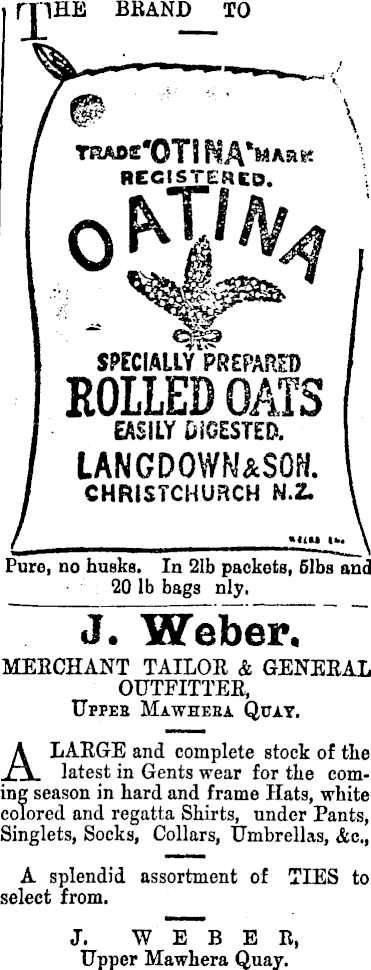 THE BRAND TO
TRADE "OTINA" MARK
REGISTERED.
OATINA
SPECIALLY PREPARED
ROLLED OATS
EASILY DIGESTED.
LANGDOWN & SON.
CHRISTCHURCH N.Z.
Pure, no husks. In 2lb packets, 5lbs and
20 lb bags nly.
J. Weber.
MERCHANT TAILOR & GENERAL
OUTFITTER,
UPPER MAWHERA QUAY.
A LARGE and complete stock of the
latest in Gents wear for the com-
ing season in hard and frame Hats, white
colored and regatta Shirts, under Pants,
Singlets, Socks, Collars, Umbrellas, &c.,
A splendid assortment of TIES to
select from.
J. WEBER,
Upper Mawhera Quay.